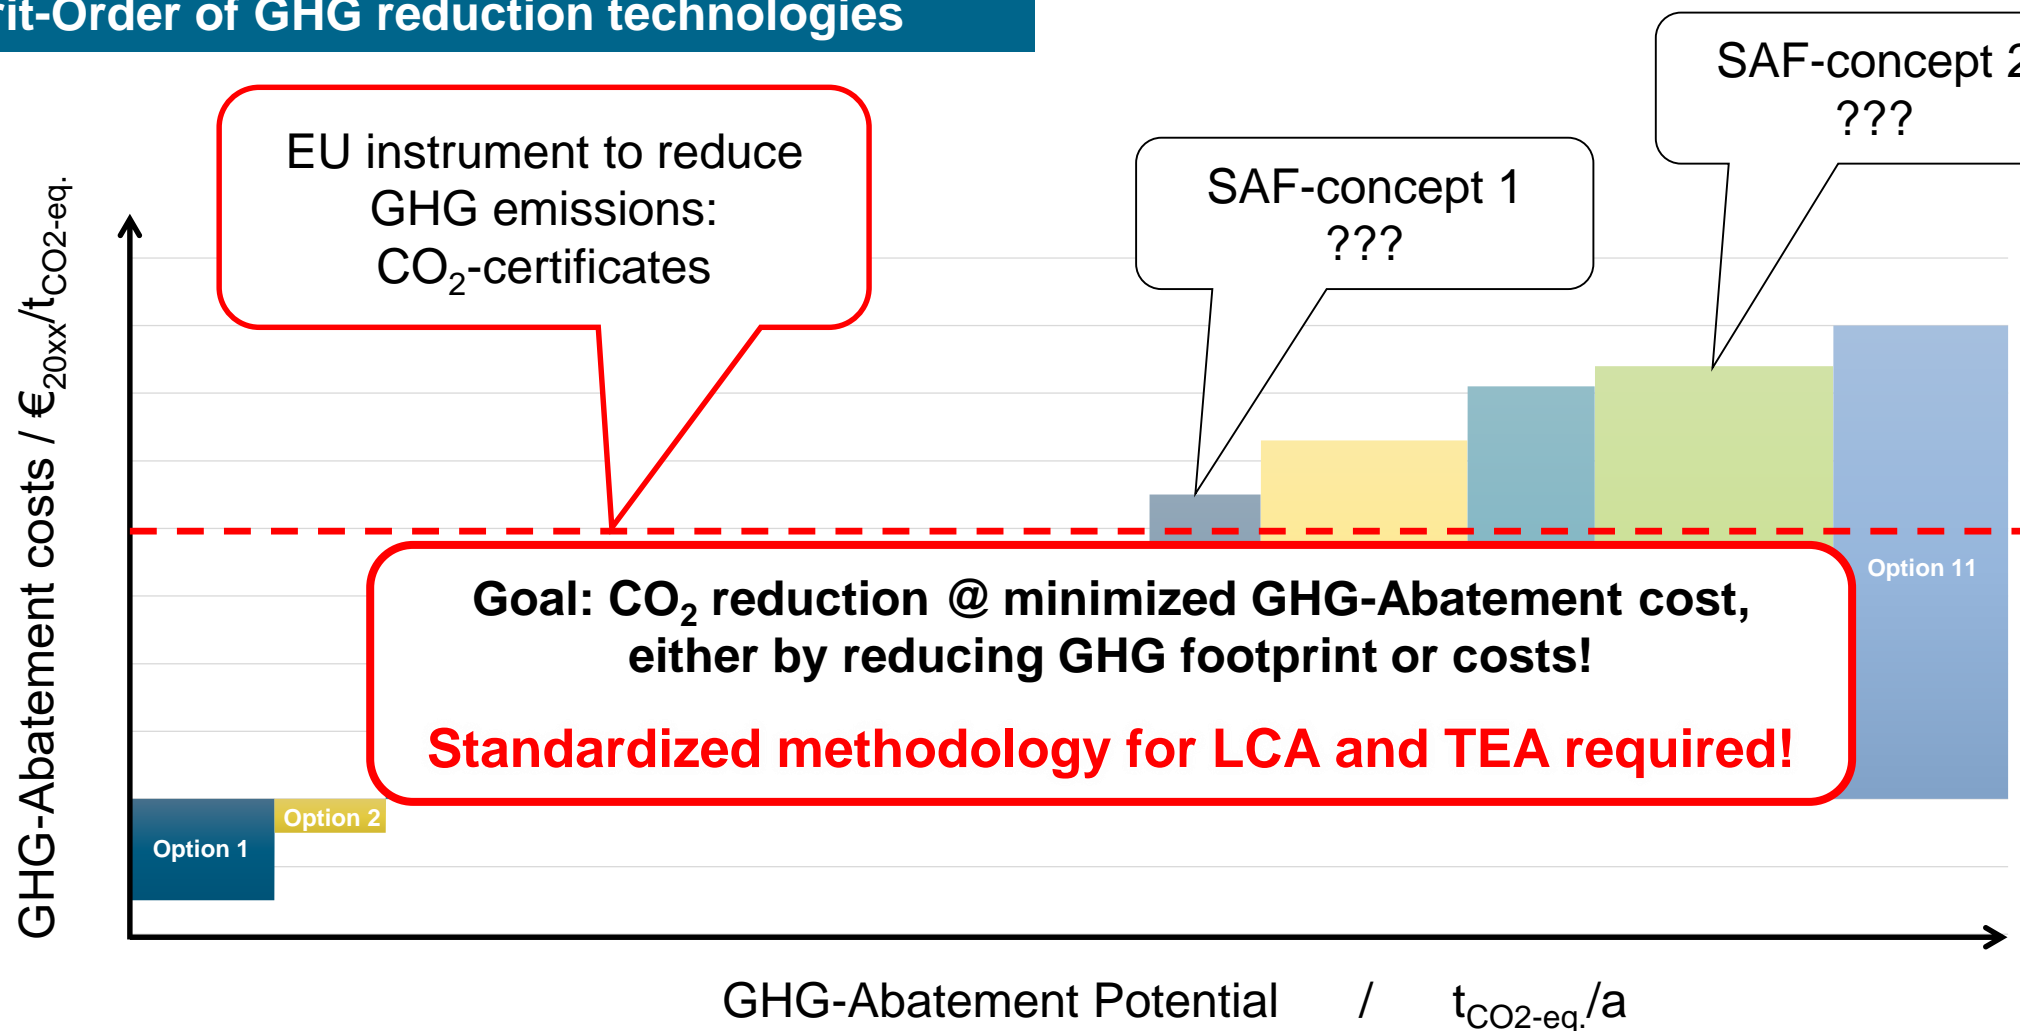 it-Order of GHG reduction technologies
SAF-concept 2
???
EU instrument to reduce
GHG emissions:
CO₂-certificates
SAF-concept 1
???
GHG-Abatement costs / €20xx/tCO2-eq.
Option 11
Goal: CO₂ reduction @ minimized GHG-Abatement cost,
either by reducing GHG footprint or costs!
Standardized methodology for LCA and TEA required!
Option 2
Option 1
GHG-Abatement Potential / tCO2-eq./a